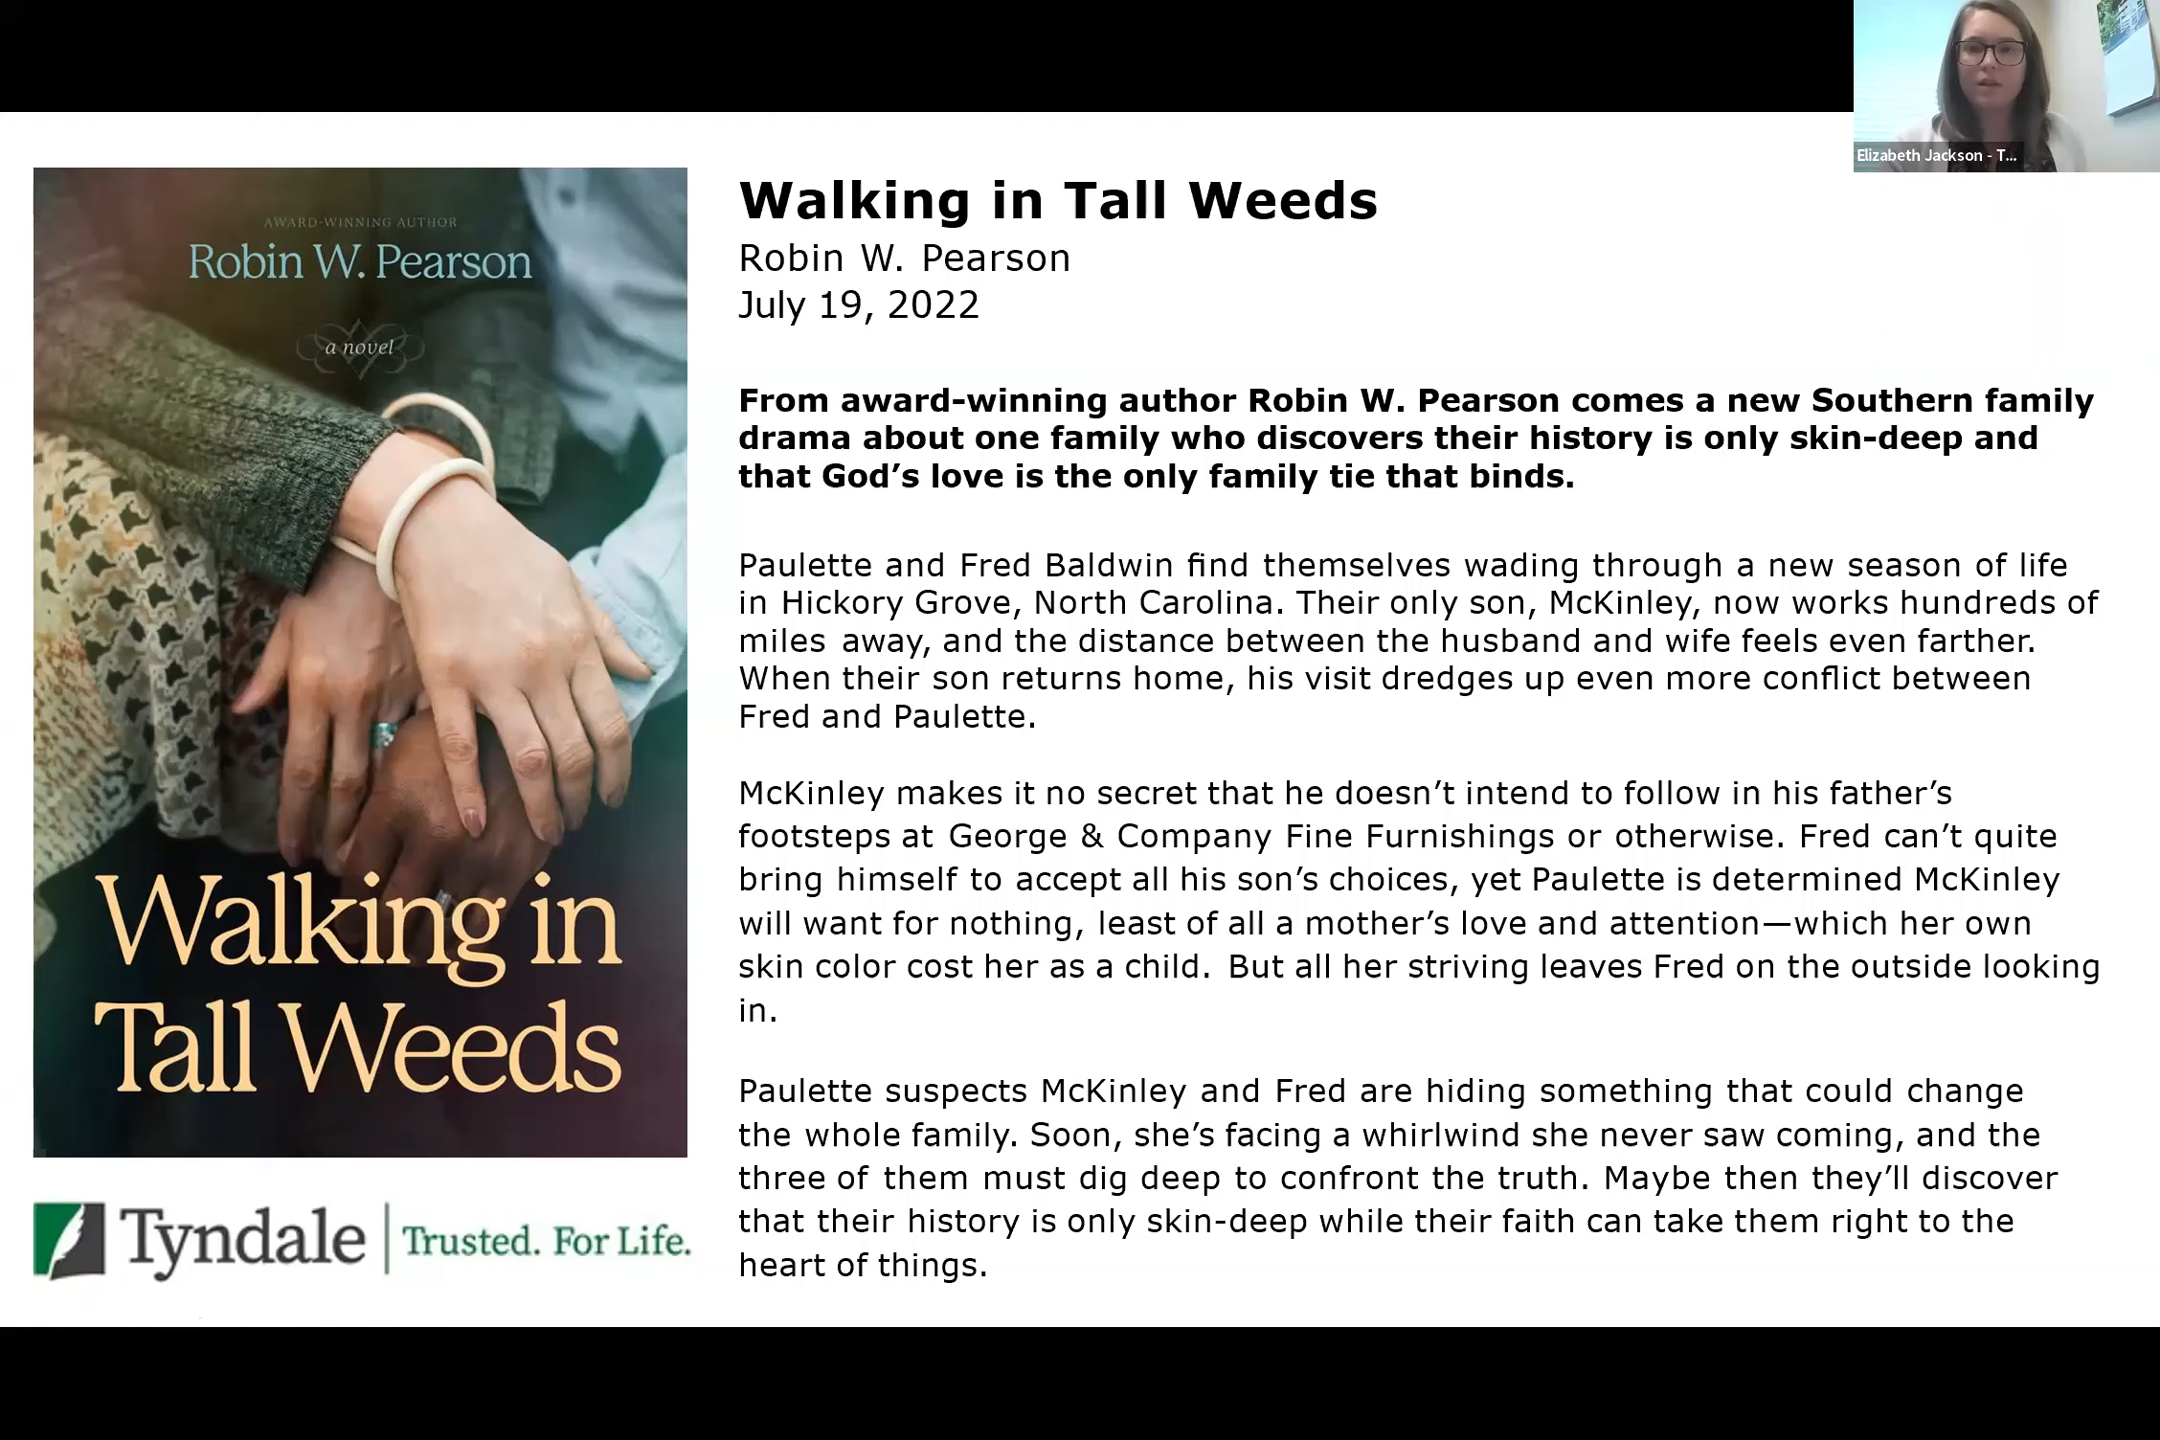 Elizabeth Jackson - T...
AWARD-WINNING AUTHOR
Robin W. Pearson
a novel
Walking in
Tall Weeds
Tyndale
Trusted. For Life.
Walking in Tall Weeds
Robin W. Pearson
July 19, 2022
From award-winning author Robin W. Pearson comes a new Southern family
drama about one family who discovers their history is only skin-deep and
that God’s love is the only family tie that binds.
Paulette and Fred Baldwin find themselves wading through a new season of life
in Hickory Grove, North Carolina. Their only son, McKinley, now works hundreds of
miles away, and the distance between the husband and wife feels even farther.
When their son returns home, his visit dredges up even more conflict between
Fred and Paulette.
McKinley makes it no secret that he doesn’t intend to follow in his father’s
footsteps at George & Company Fine Furnishings or otherwise. Fred can’t quite
bring himself to accept all his son’s choices, yet Paulette is determined McKinley
will want for nothing, least of all a mother’s love and attention—which her own
skin color cost her as a child. But all her striving leaves Fred on the outside looking
in.
Paulette suspects McKinley and Fred are hiding something that could change
the whole family. Soon, she’s facing a whirlwind she never saw coming, and the
three of them must dig deep to confront the truth. Maybe then they’ll discover
that their history is only skin-deep while their faith can take them right to the
heart of things.